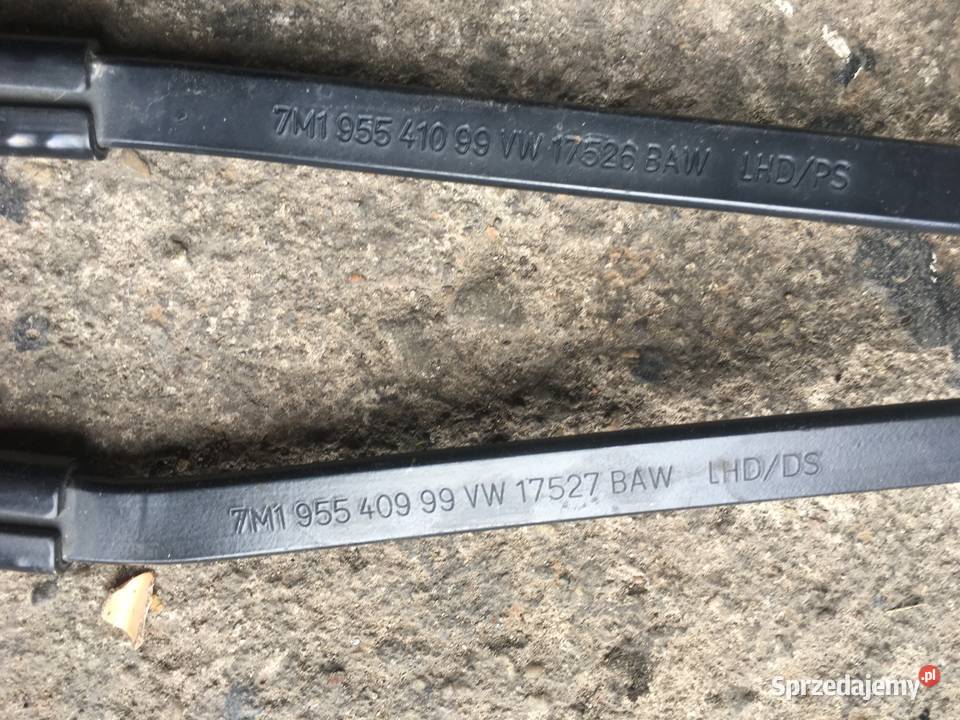 7M1 955 410 99 VW 17526 BAW LHD/PS
7M1 955 409 99 VW 17527 BAW LHD/DS
Sprzedajemy.pl